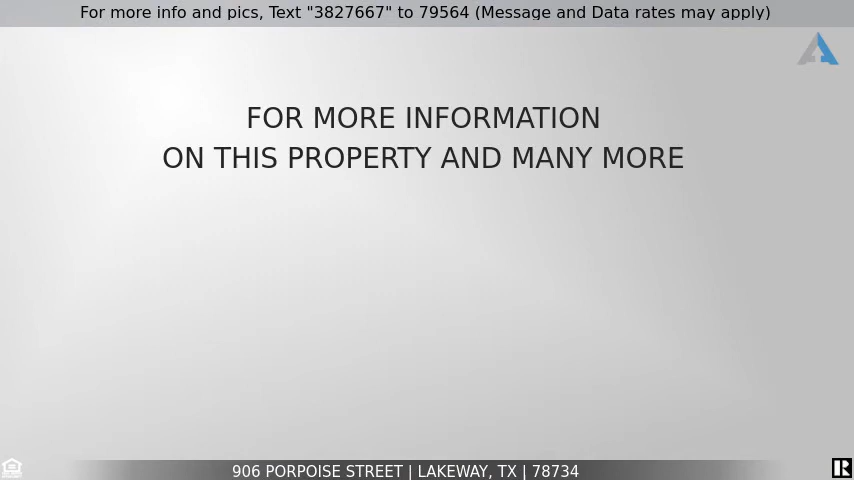 For more info and pics, Text "3827667" to 79564 (Message and Data rates may apply)
FOR MORE INFORMATION
ON THIS PROPERTY AND MANY MORE
906 PORPOISE STREET | LAKEWAY, TX | 78734